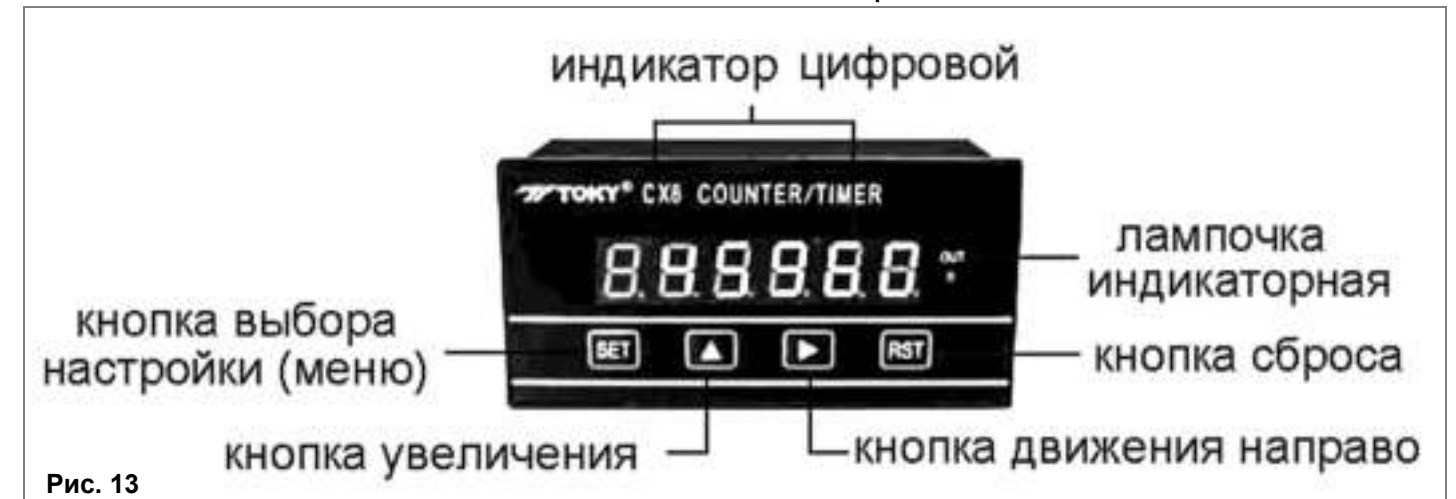 индикатор цифровой
TOKY® CX8 COUNTER/TIMER
OUT
лампочка
индикаторная
кнопка выбора
настройки (меню)
SET
RST
кнопка сброса
кнопка увеличения
кнопка движения направо
Рис. 13